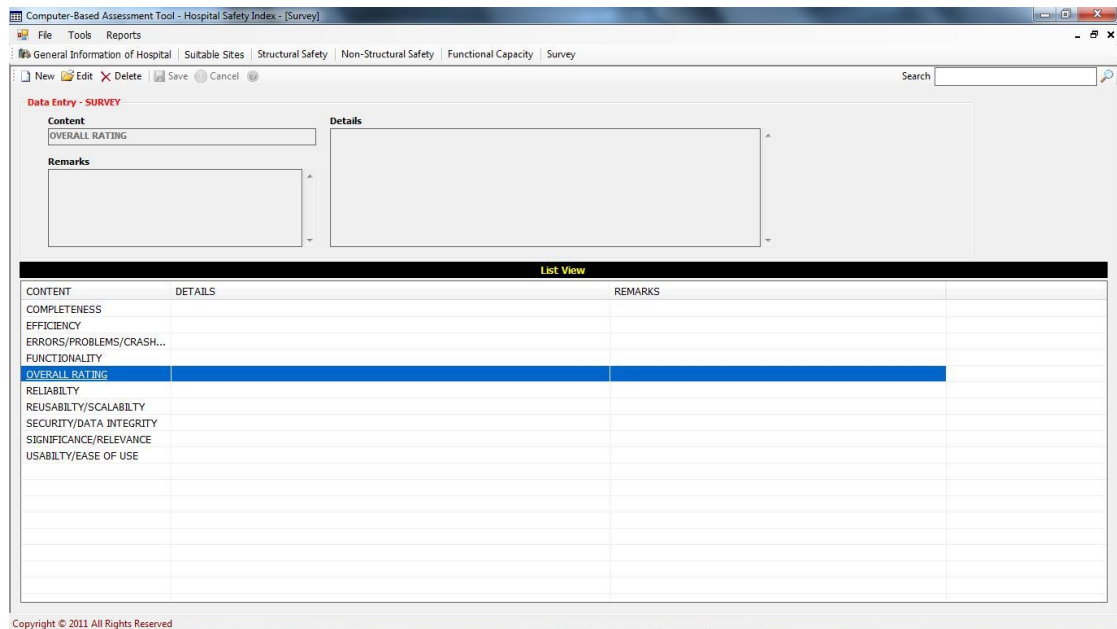 Computer-Based Assessment Tool - Hospital Safety Index - [Survey]
File Tools Reports
General Information of Hospital Suitable Sites Structural Safety Non-Structural Safety Functional Capacity Survey
New Edit Delete Save Cancel Search
Data Entry - SURVEY
Content Details
OVERALL RATING
Remarks
List View
CONTENT DETAILS REMARKS
COMPLETENESS
EFFICIENCY
ERRORS/PROBLEMS/CRASH...
FUNCTIONALITY
OVERALL RATING
RELIABILTY
REUSABILTY/SCALABILTY
SECURITY/DATA INTEGRITY
SIGNIFICANCE/RELEVANCE
USABILTY/EASE OF USE
Copyright © 2011 All Rights Reserved